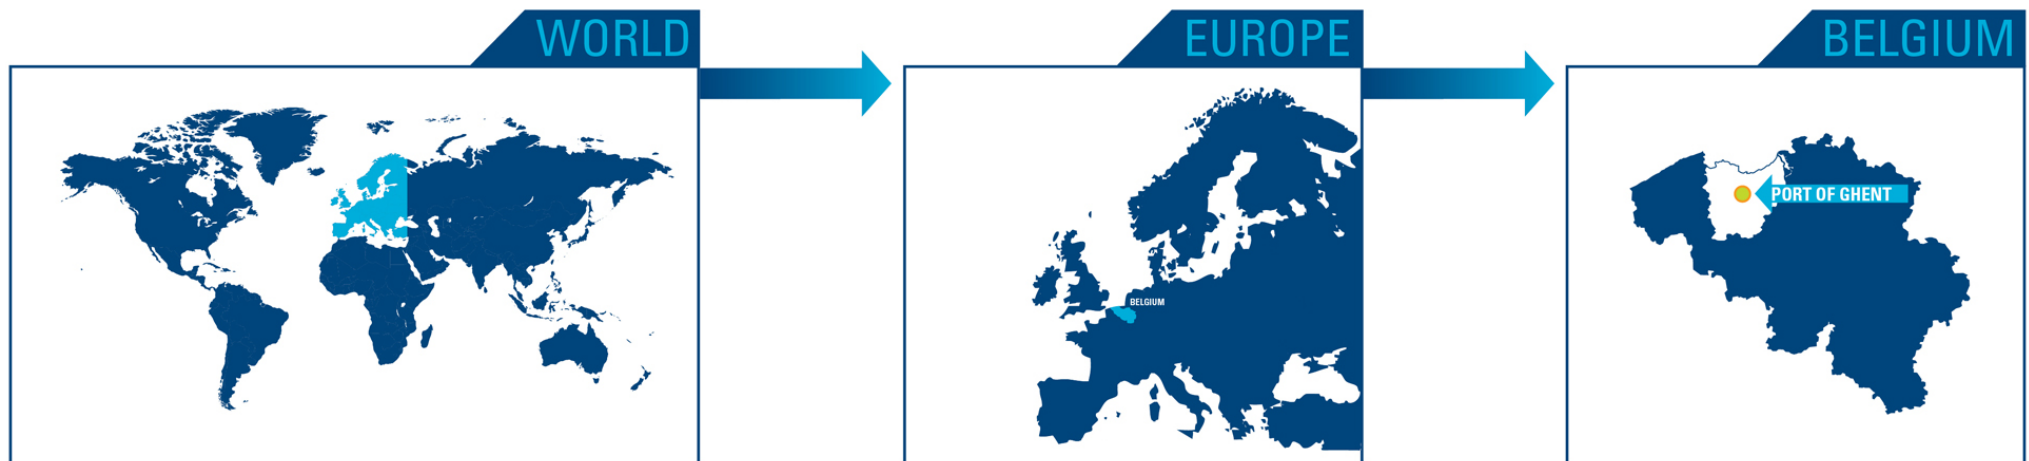 WORLD
EUROPE
BELGIUM
BELGIUM
PORT OF GHENT